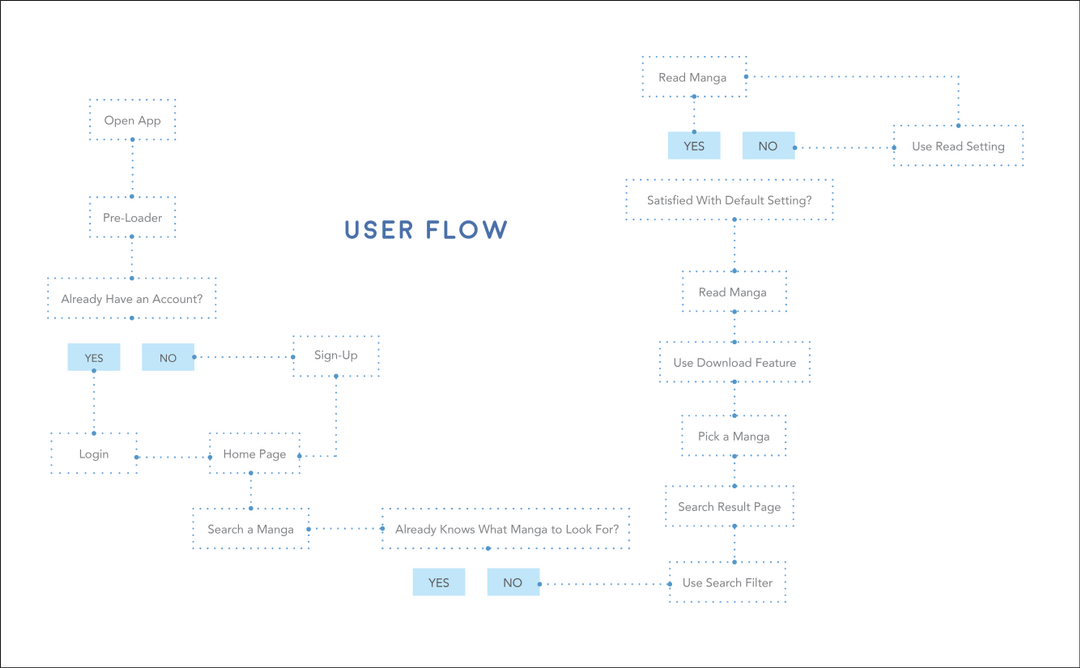 Open App
Pre-Loader
Already Have an Account?
YES
NO
Sign-Up
Login
Home Page
Search a Manga
Already Knows What Manga to Look For?
YES
NO
USER FLOW
Read Manga
YES
NO
Use Read Setting
Satisfied With Default Setting?
Read Manga
Use Download Feature
Pick a Manga
Search Result Page
Use Search Filter